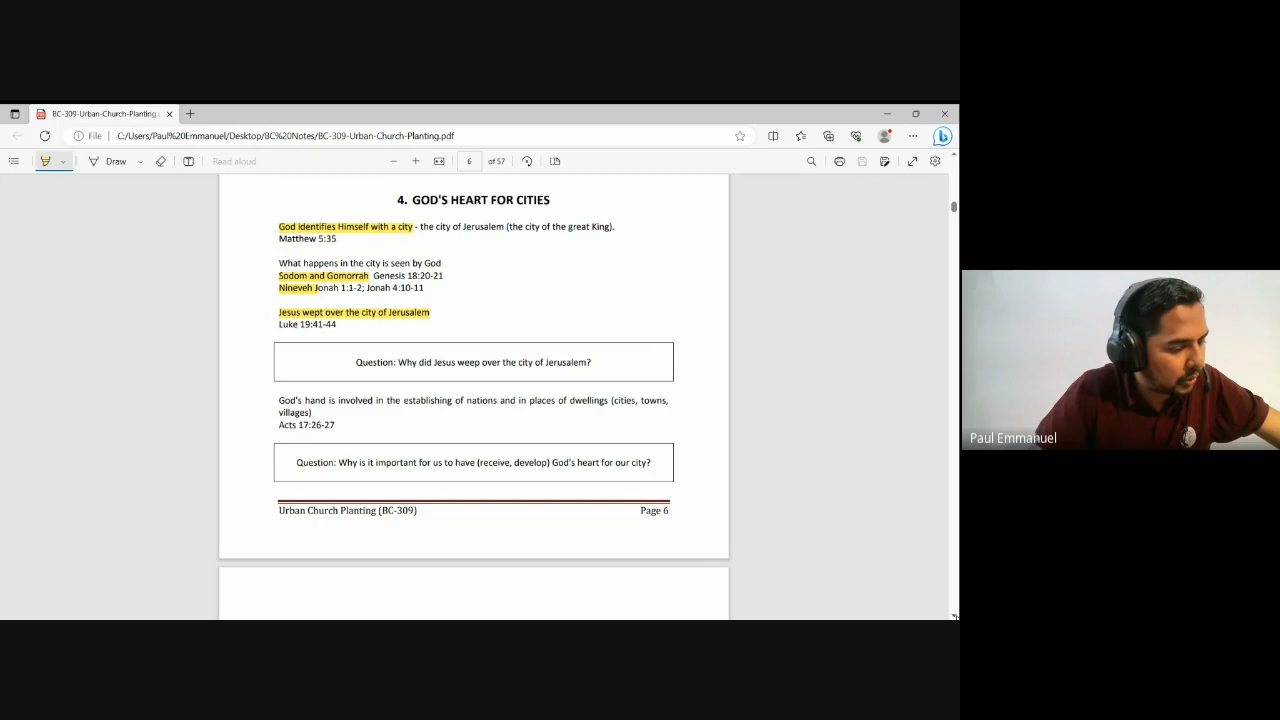 BC-309-Urban-Church-Planting.
File
C:/Users/Paul%20Emmanuel/Desktop/BC%20Notes/BC-309-Urban-Church-Planting.pdf
Draw
Read aloud
6
of 57
4. GOD'S HEART FOR CITIES
God identifies Himself with a city - the city of Jerusalem (the city of the great King).
Matthew 5:35
What happens in the city is seen by God
Sodom and Gomorrah Genesis 18:20-21
Nineveh Jonah 1:1-2; Jonah 4:10-11
Jesus wept over the city of Jerusalem
Luke 19:41-44
Question: Why did Jesus weep over the city of Jerusalem?
God's hand is involved in the establishing of nations and in places of dwellings (cities, towns,
villages)
Acts 17:26-27
Question: Why is it important for us to have (receive, develop) God's heart for our city?
Urban Church Planting (BC-309)
Page 6
Paul Emmanuel